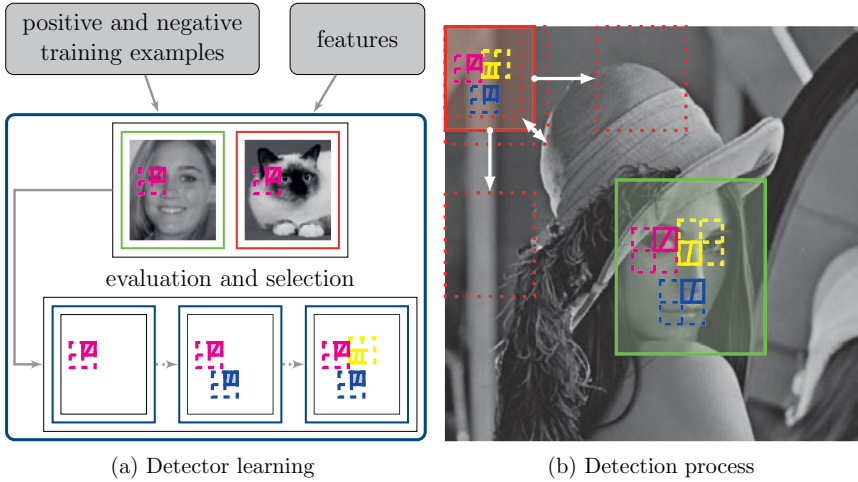 positive and negative
training examples
features
evaluation and selection
(a) Detector learning
(b) Detection process